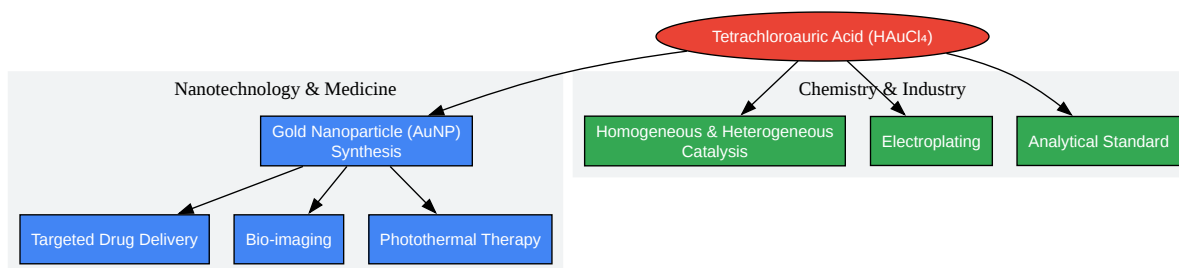 Tetrachloroauric Acid (HAuCl₄)
Nanotechnology & Medicine
Chemistry & Industry
Gold Nanoparticle (AuNP)
Synthesis
Homogeneous & Heterogeneous
Catalysis
Electroplating
Analytical Standard
Targeted Drug Delivery
Bio-imaging
Photothermal Therapy